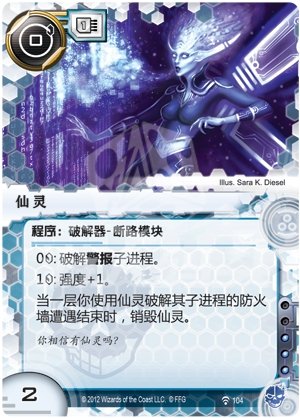 0
1
Illus. Sara K. Diesel
仙灵
程序：破解器-断路模块
0⊖: 破解警报子进程。
1⊖: 强度+1。
当一层你使用仙灵破解其子进程的防火
墙遭遇结束时，销毁仙灵。
你相信有仙灵吗？
2
© 2012 Wizards of the Coast LLC. © FFG
104